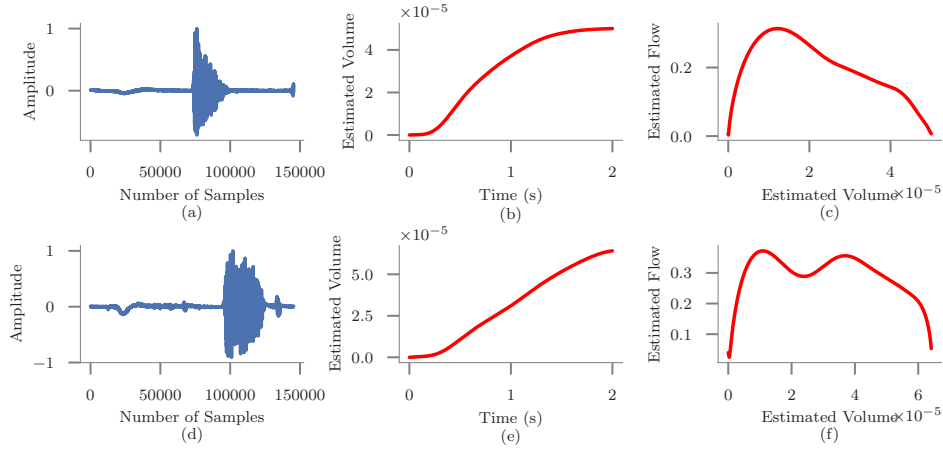 1
0
Amplitude
0
50000
100000
150000
Number of Samples
(a)
×10⁻⁵
4
2
0
Estimated Volume
0
1
2
Time (s)
(b)
0.2
0.0
Estimated Flow
0
2
4
×10⁻⁵
Estimated Volume
(c)
1
0
−1
Amplitude
0
50000
100000
150000
Number of Samples
(d)
×10⁻⁵
5.0
2.5
0.0
Estimated Volume
0
1
2
Time (s)
(e)
0.3
0.2
0.1
Estimated Flow
0
2
4
6
×10⁻⁵
Estimated Volume
(f)